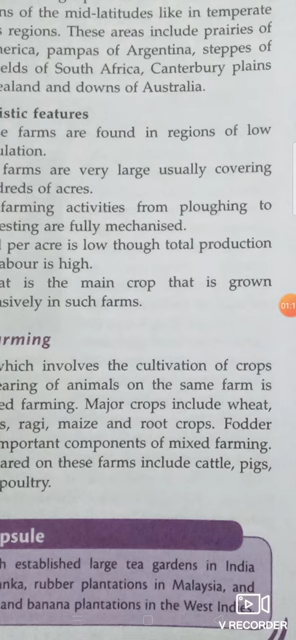 ns of the mid-latitudes like in temperate
s regions. These areas include prairies of
nerica, pampas of Argentina, steppes of
elds of South Africa, Canterbury plains
ealand and downs of Australia.
istic features
e farms are found in regions of low
ulation.
farms are very large usually covering
dreds of acres.
farming activities from ploughing to
esting are fully mechanised.
l per acre is low though total production
abour is high.
at is the main crop that is grown
nsively in such farms.
arming
which involves the cultivation of crops
earing of animals on the same farm is
ed farming. Major crops include wheat,
s, ragi, maize and root crops. Fodder
mportant components of mixed farming.
ared on these farms include cattle, pigs,
poultry.
psule
h established large tea gardens in India
anka, rubber plantations in Malaysia, and
and banana plantations in the West
V RECORDER